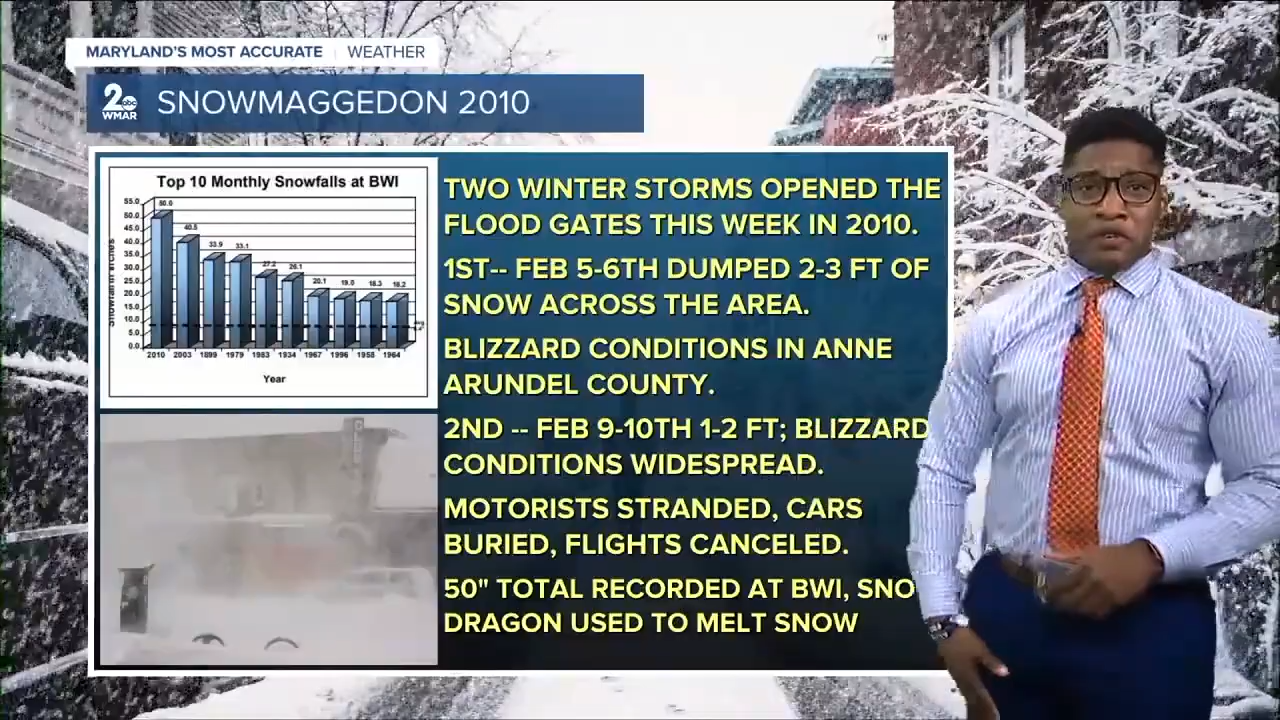 MARYLAND'S MOST ACCURATE | WEATHER
2 abc
WMAR
SNOWMAGGEDON 2010
Top 10 Monthly Snowfalls at BWI
55.0
50.0
45.0
40.0
35.0
30.0
25.0
20.0
15.0
10.0
5.0
0.0
50.0
40.5
33.9
33.1
27.2
26.1
20.1
19.0
18.3
18.2
2010 2003 1899 1979 1983 1934 1967 1996 1958 1964
Year
TWO WINTER STORMS OPENED THE
FLOOD GATES THIS WEEK IN 2010.
1ST-- FEB 5-6TH DUMPED 2-3 FT OF
SNOW ACROSS THE AREA.
BLIZZARD CONDITIONS IN ANNE
ARUNDEL COUNTY.
2ND -- FEB 9-10TH 1-2 FT; BLIZZARD
CONDITIONS WIDESPREAD.
MOTORISTS STRANDED, CARS
BURIED, FLIGHTS CANCELED.
50" TOTAL RECORDED AT BWI, SNO
DRAGON USED TO MELT SNOW